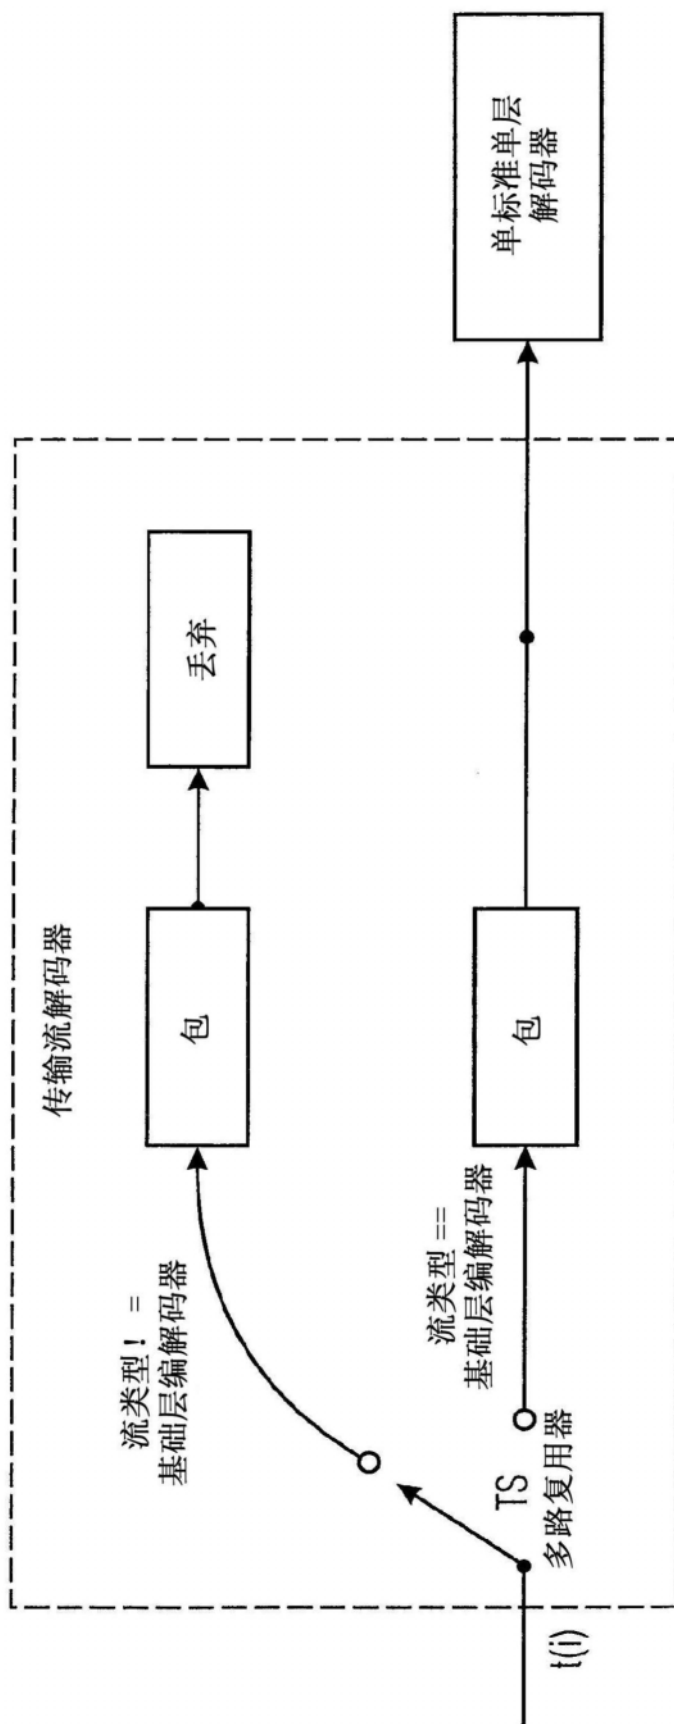 传输流解码器
流类型！=
基础层编解码器
包
丢弃
t(i)
TS
多路复用器
流类型 ==
基础层编解码器
包
单标准单层
解码器